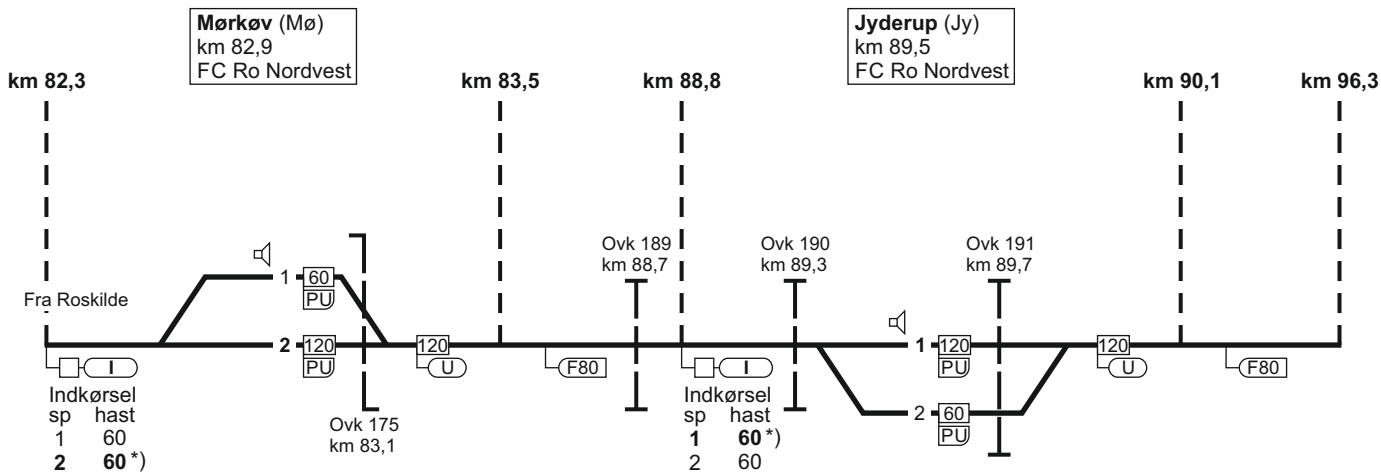 Mørkøv (Mø)
km 82,9
FC Ro Nordvest
Jyderup (Jy)
km 89,5
FC Ro Nordvest
km 82,3
km 83,5
km 88,8
km 90,1
km 96,3
Ovk 189
km 88,7
Ovk 190
km 89,3
Ovk 191
km 89,7
Fra Roskilde
1 60
PU
2 120
PU
120
U
F80
1 120
PU
120
U
F80
2 60
PU
I
Indkørsel
sp hast
1 60
2 60 *)
Ovk 175
km 83,1
I
Indkørsel
sp hast
1 60 *)
2 60